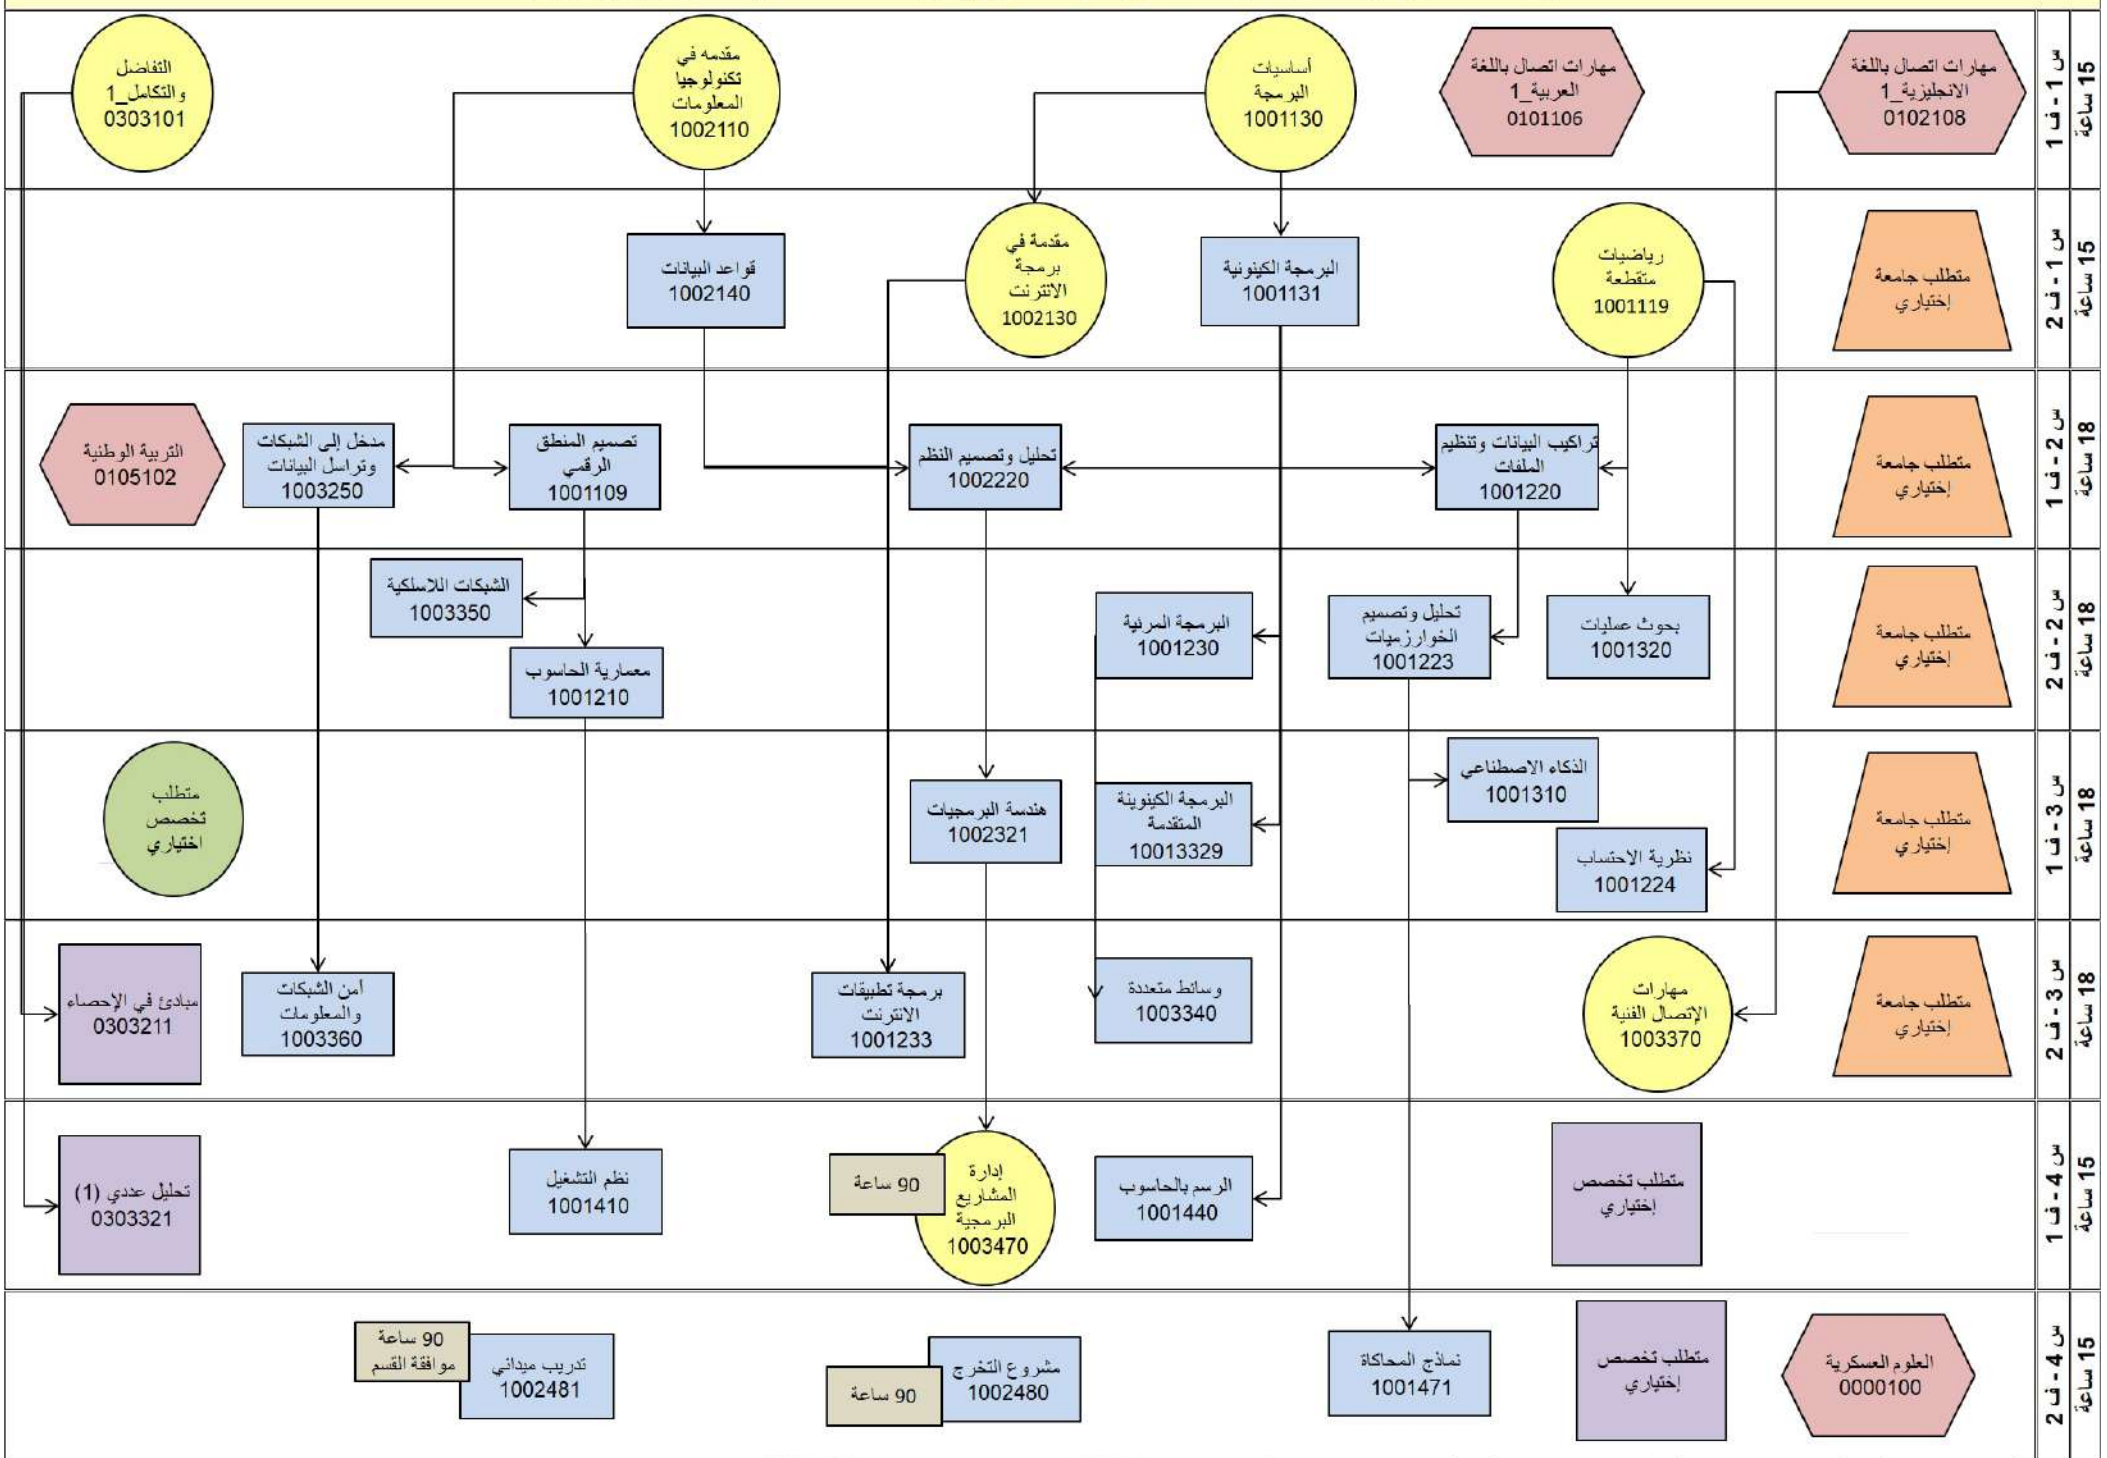 س 1 - ف 1
15 ساعة
مهارات اتصال باللغة
الانجليزية_1
0102108
مهارات اتصال باللغة
العربية_1
0101106
أساسيات
البرمجة
1001130
مقدمه في
تكنولوجيا
المعلومات
1002110
التفاضل
والتكامل_1
0303101
س 1 - ف 2
15 ساعة
متطلب جامعة
إختياري
رياضيات
متقطعة
1001119
البرمجة الكينونية
1001131
مقدمة في
برمجة
الانترنت
1002130
قواعد البيانات
1002140
س 2 - ف 1
18 ساعة
متطلب جامعة
إختياري
تراكيب البيانات وتنظيم
الملفات
1001220
تحليل وتصميم النظم
1002220
تصميم المنطق
الرقمي
1001109
مدخل إلى الشبكات
وتراسل البيانات
1003250
التربية الوطنية
0105102
س 2 - ف 2
18 ساعة
متطلب جامعة
إختياري
بحوث عمليات
1001320
تحليل وتصميم
الخوارزميات
1001223
البرمجة المرئية
1001230
معمارية الحاسوب
1001210
الشبكات اللاسلكية
1003350
س 3 - ف 1
18 ساعة
متطلب جامعة
إختياري
نظرية الاحتساب
1001224
الذكاء الاصطناعي
1001310
البرمجة الكينوينة
المتقدمة
10013329
هندسة البرمجيات
1002321
متطلب
تخصص
اختياري
س 3 - ف 2
18 ساعة
متطلب جامعة
إختياري
مهارات
الإتصال الفنية
1003370
وسائط متعددة
1003340
برمجة تطبيقات
الانترنت
1001233
أمن الشبكات
والمعلومات
1003360
مبادئ في الإحصاء
0303211
س 4 - ف 1
15 ساعة
متطلب تخصص
إختياري
الرسم بالحاسوب
1001440
إدارة
المشاريع
البرمجية
1003470
90 ساعة
نظم التشغيل
1001410
تحليل عددي (1)
0303321
س 4 - ف 2
15 ساعة
العلوم العسكرية
0000100
متطلب تخصص
إختياري
نماذج المحاكاة
1001471
مشروع التخرج
1002480
90 ساعة
تدريب ميداني
1002481
90 ساعة
موافقة القسم